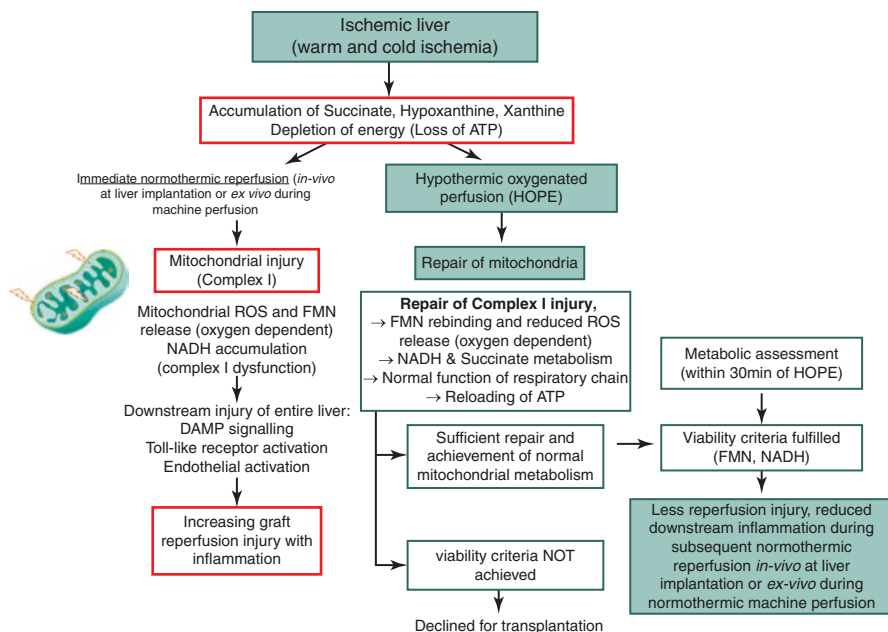 Ischemic liver
(warm and cold ischemia)
Accumulation of Succinate, Hypoxanthine, Xanthine
Depletion of energy (Loss of ATP)
Immediate normothermic reperfusion (in-vivo
at liver implantation or ex vivo during
machine perfusion
Hypothermic oxygenated
perfusion (HOPE)
Mitochondrial injury
(Complex I)
Repair of mitochondria
Mitochondrial ROS and FMN
release (oxygen dependent)
NADH accumulation
(complex I dysfunction)
Repair of Complex I injury,
→ FMN rebinding and reduced ROS
release (oxygen dependent)
→ NADH & Succinate metabolism
→ Normal function of respiratory chain
→ Reloading of ATP
Metabolic assessment
(within 30min of HOPE)
Downstream injury of entire liver:
DAMP signalling
Toll-like receptor activation
Endothelial activation
Sufficient repair and
achievement of normal
mitochondrial metabolism
Viability criteria fulfilled
(FMN, NADH)
Increasing graft
reperfusion injury with
inflammation
Less reperfusion injury, reduced
downstream inflammation during
subsequent normothermic
reperfusion in-vivo at liver
implantation or ex-vivo during
normothermic machine perfusion
viability criteria NOT
achieved
Declined for transplantation